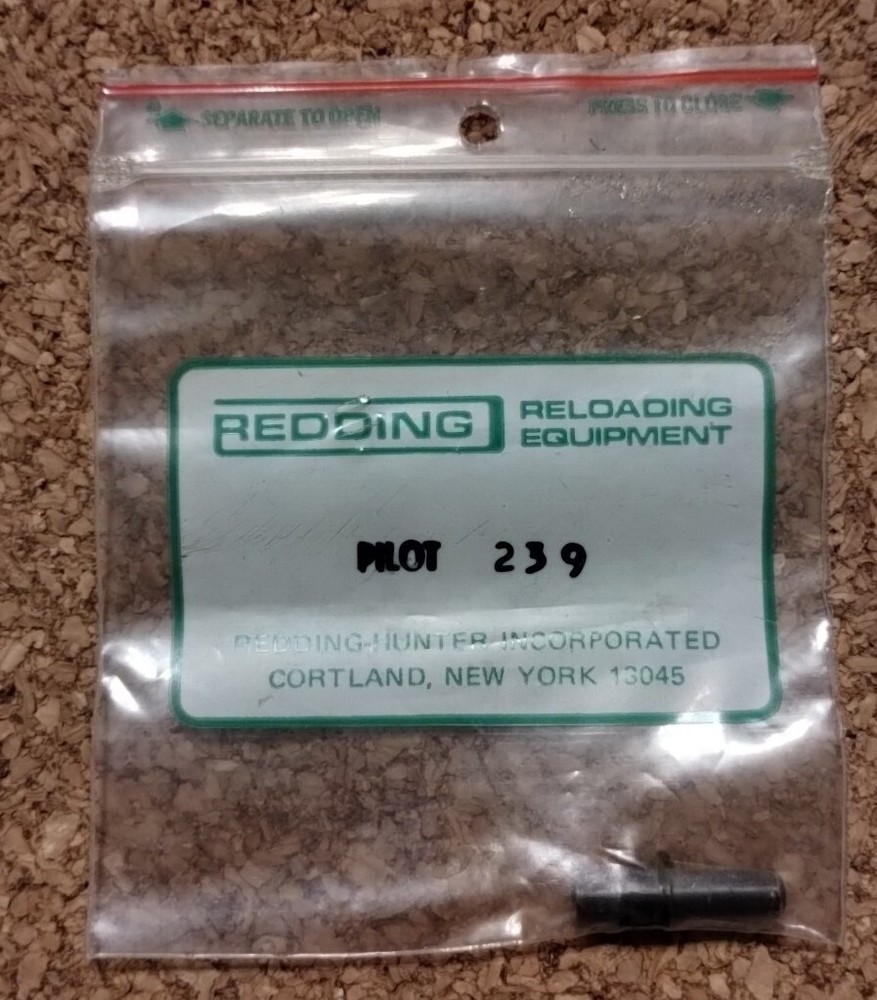 SEPARATE TO OPEN PRESS TO CLOSE
REDDING RELOADING EQUIPMENT
PILOT 239
REDDING-HUNTER INCORPORATED
CORTLAND, NEW YORK 13045